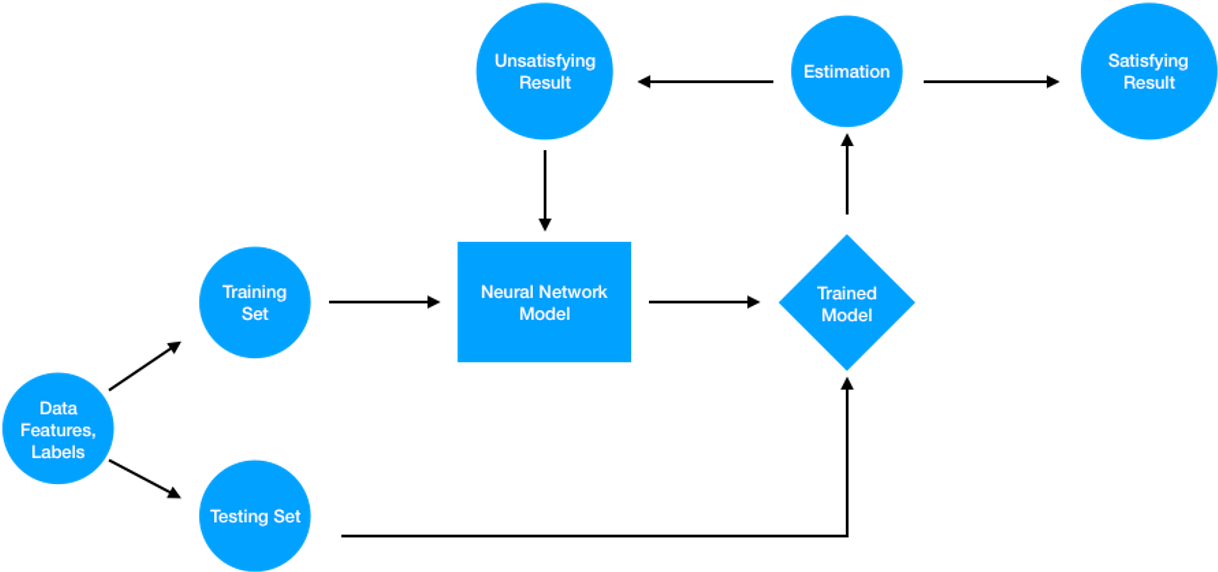 Unsatisfying
Result
Estimation
Satisfying
Result
Training
Set
Neural Network
Model
Trained
Model
Data
Features,
Labels
Testing Set